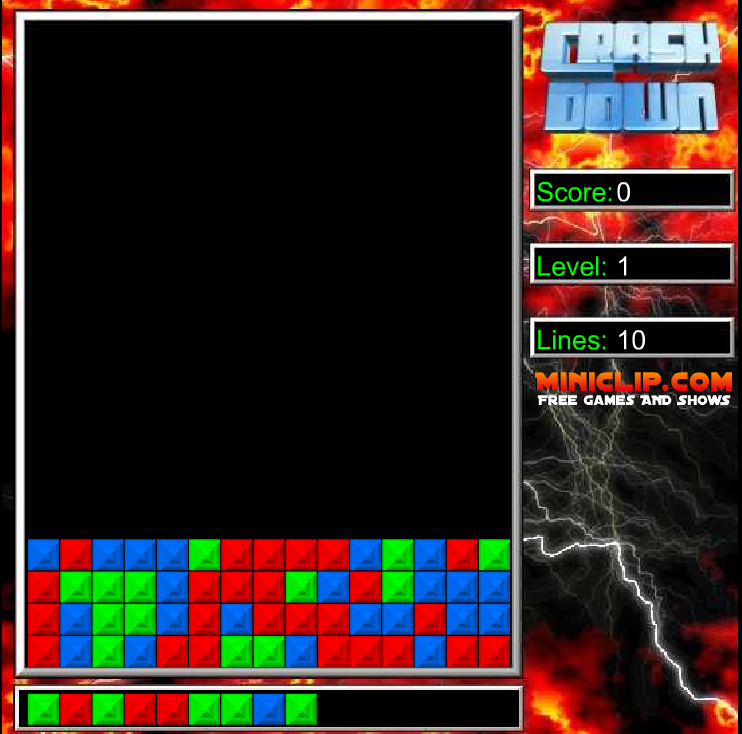 CRASH
DOWN
Score: 0
Level: 1
Lines: 10
MINICLIP.COM
FREE GAMES AND SHOWS